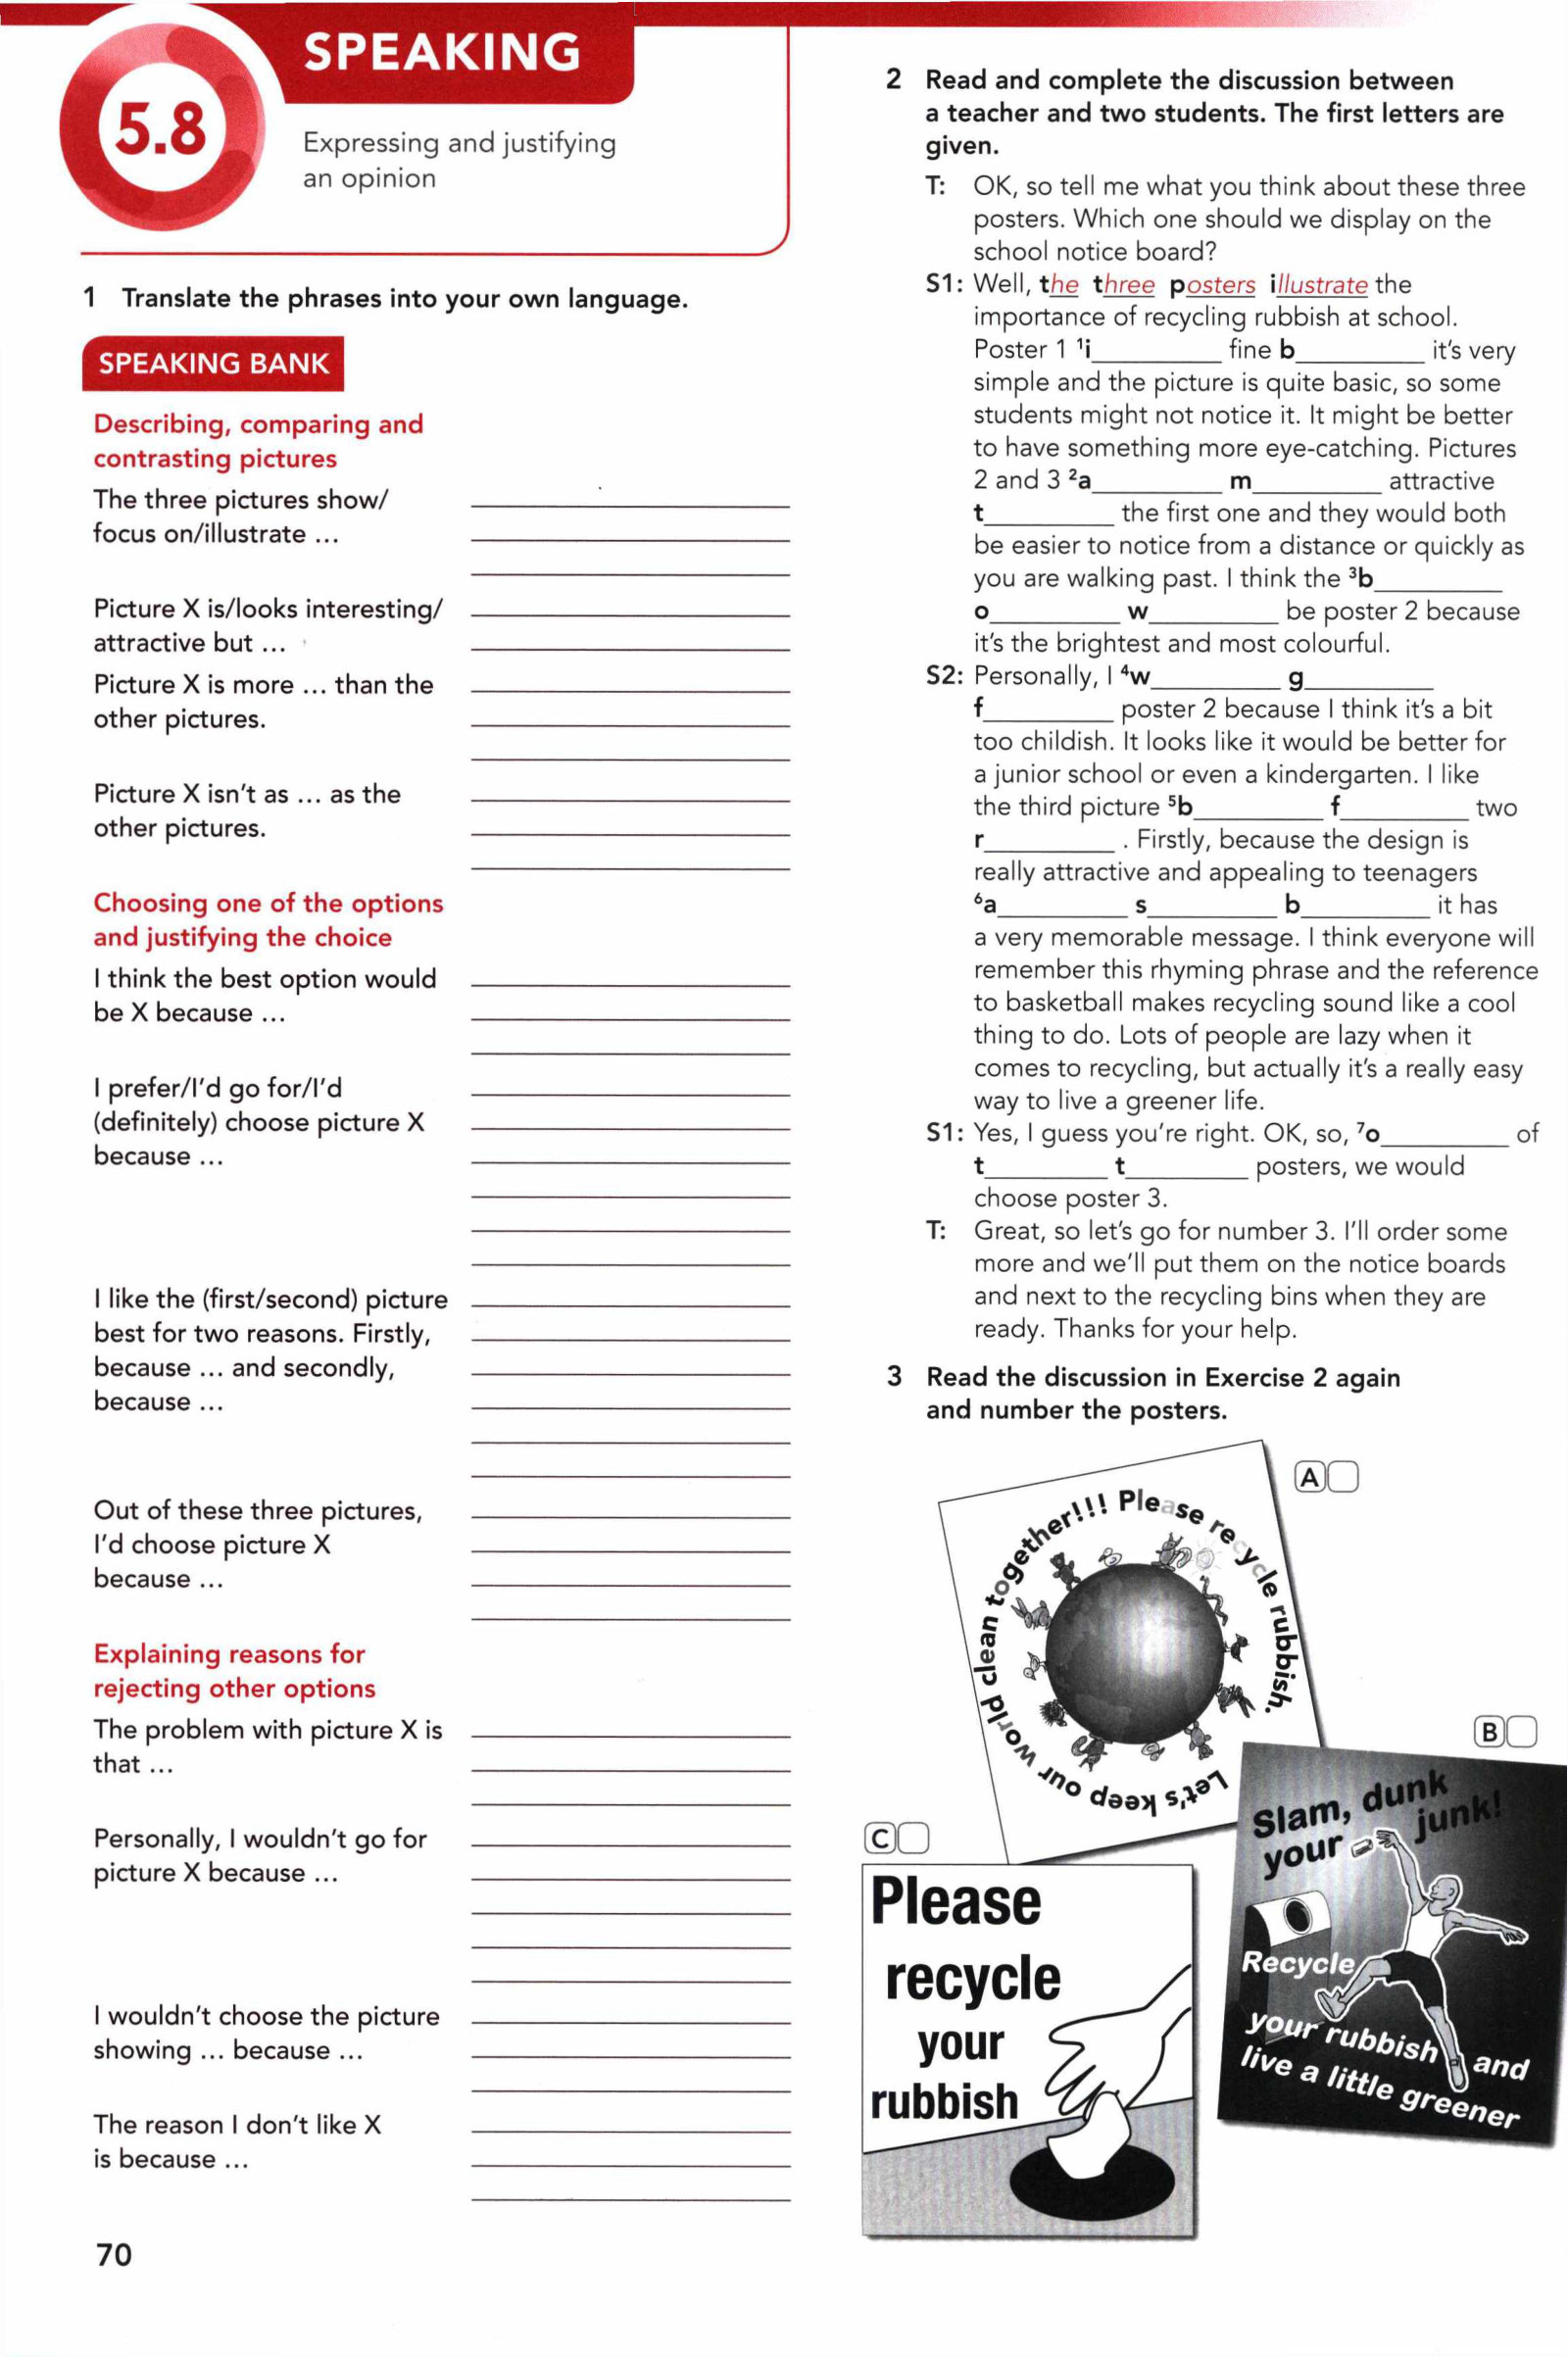 SPEAKING
5.8
Expressing and justifying
an opinion
1 Translate the phrases into your own language.
SPEAKING BANK
Describing, comparing and
contrasting pictures
The three pictures show/
focus on/illustrate ...
Picture X is/looks interesting/
attractive but ...
Picture X is more ... than the
other pictures.
Picture X isn't as ... as the
other pictures.
Choosing one of the options
and justifying the choice
I think the best option would
be X because ...
I prefer/I'd go for/I'd
(definitely) choose picture X
because ...
I like the (first/second) picture
best for two reasons. Firstly,
because ... and secondly,
because ...
Out of these three pictures,
I'd choose picture X
because ...
Explaining reasons for
rejecting other options
The problem with picture X is
that ...
Personally, I wouldn't go for
picture X because ...
I wouldn't choose the picture
showing ... because ...
The reason I don't like X
is because ...
70
2 Read and complete the discussion between
a teacher and two students. The first letters are
given.
T: OK, so tell me what you think about these three
posters. Which one should we display on the
school notice board?
S1: Well, the three posters illustrate the
importance of recycling rubbish at school.
Poster 1 ¹i__________ fine b__________ it's very
simple and the picture is quite basic, so some
students might not notice it. It might be better
to have something more eye-catching. Pictures
2 and 3 ²a__________ m__________ attractive
t__________ the first one and they would both
be easier to notice from a distance or quickly as
you are walking past. I think the ³b__________
o__________ w__________ be poster 2 because
it's the brightest and most colourful.
S2: Personally, I ⁴w__________ g__________
f__________ poster 2 because I think it's a bit
too childish. It looks like it would be better for
a junior school or even a kindergarten. I like
the third picture ⁵b__________ f__________ two
r__________ . Firstly, because the design is
really attractive and appealing to teenagers
⁶a__________ s__________ b__________ it has
a very memorable message. I think everyone will
remember this rhyming phrase and the reference
to basketball makes recycling sound like a cool
thing to do. Lots of people are lazy when it
comes to recycling, but actually it's a really easy
way to live a greener life.
S1: Yes, I guess you're right. OK, so, ⁷o__________ of
t__________ t__________ posters, we would
choose poster 3.
T: Great, so let's go for number 3. I'll order some
more and we'll put them on the notice boards
and next to the recycling bins when they are
ready. Thanks for your help.
3 Read the discussion in Exercise 2 again
and number the posters.
A
Please recycle rubbish.
Let's keep our world clean together!!!
B
Slam, dunk
your junk!
Recycle
your rubbish and
live a little greener
C
Please
recycle
your
rubbish